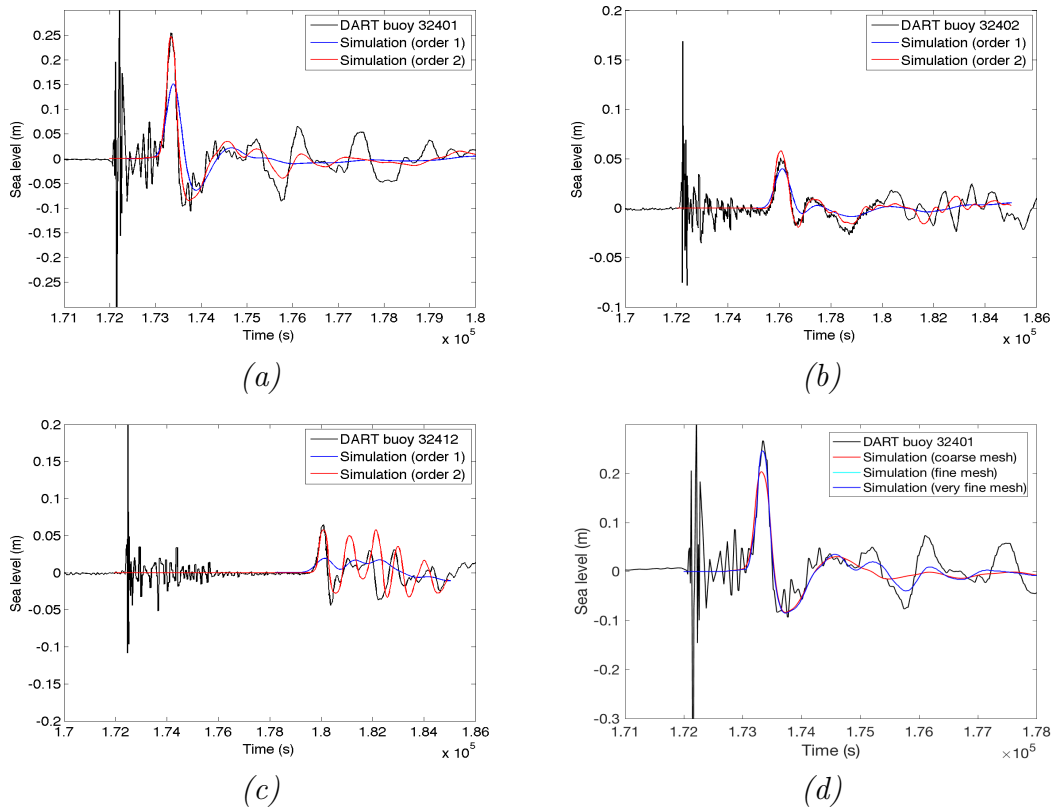 DART buoy 32401
Simulation (order 1)
Simulation (order 2)
0.25
0.2
0.15
0.1
0.05
0
-0.05
-0.1
-0.15
-0.2
-0.25
Sea level (m)
1.71 1.72 1.73 1.74 1.75 1.76 1.77 1.78 1.79 1.8
Time (s)
x 10⁵
(a)
DART buoy 32402
Simulation (order 1)
Simulation (order 2)
0.2
0.15
0.1
0.05
0
-0.05
-0.1
Sea level (m)
1.7 1.72 1.74 1.76 1.78 1.8 1.82 1.84 1.86
Time (s)
x 10⁵
(b)
DART buoy 32412
Simulation (order 1)
Simulation (order 2)
0.2
0.15
0.1
0.05
0
-0.05
-0.1
-0.15
-0.2
Sea level (m)
1.7 1.72 1.74 1.76 1.78 1.8 1.82 1.84 1.86
Time (s)
x 10⁵
(c)
DART buoy 32401
Simulation (coarse mesh)
Simulation (fine mesh)
Simulation (very fine mesh)
0.2
0.1
0
-0.1
-0.2
-0.3
Sea level (m)
1.71 1.72 1.73 1.74 1.75 1.76 1.77 1.78
Time (s)
×10⁵
(d)